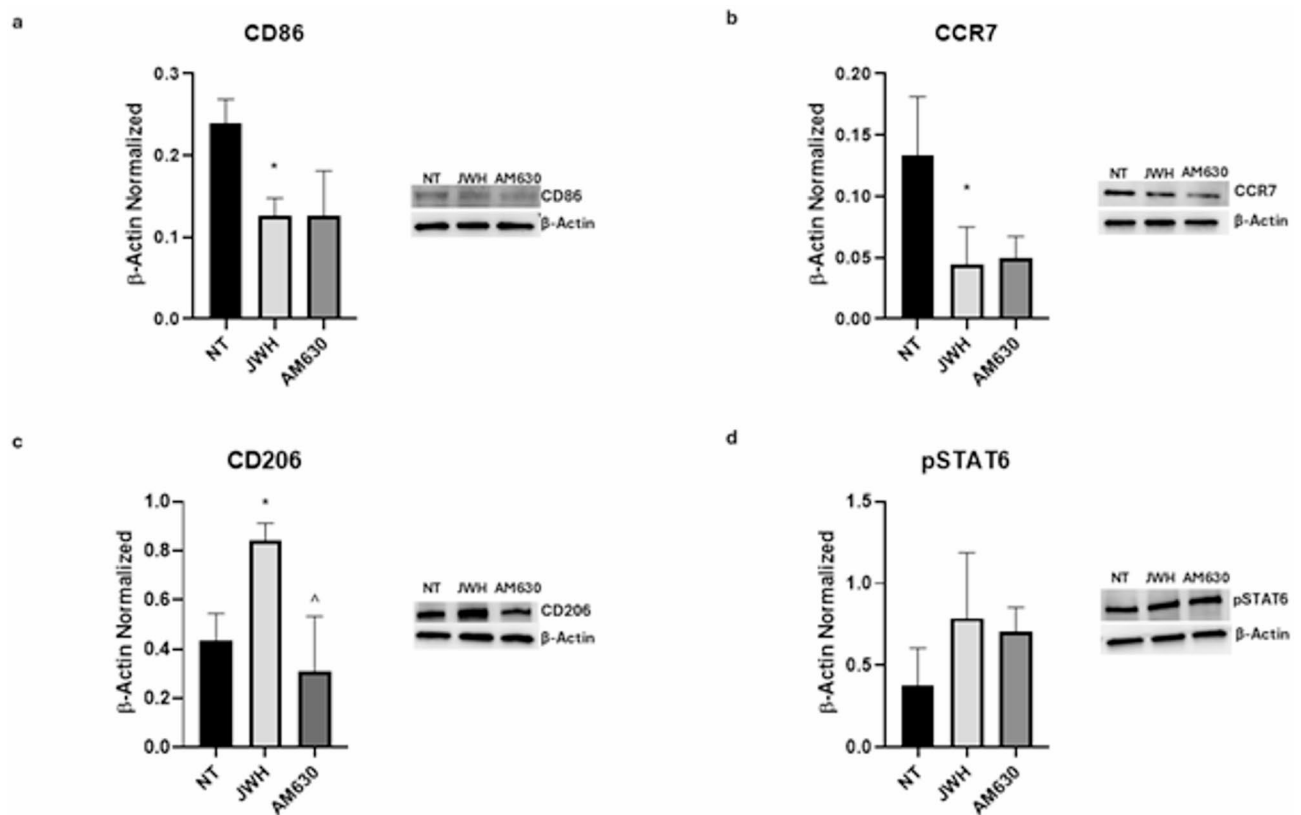 a
CD86
β-Actin Normalized
0.3
0.2
0.1
0.0
*
NT
JWH
AM630
NT JWH AM630
CD86
β-Actin
b
CCR7
β-Actin Normalized
0.20
0.15
0.10
0.05
0.00
*
NT
JWH
AM630
NT JWH AM630
CCR7
β-Actin
c
CD206
β-Actin Normalized
1.0
0.8
0.6
0.4
0.2
0.0
*
^
NT
JWH
AM630
NT JWH AM630
CD206
β-Actin
d
pSTAT6
β-Actin Normalized
1.5
1.0
0.5
0.0
NT
JWH
AM630
NT JWH AM630
pSTAT6
β-Actin